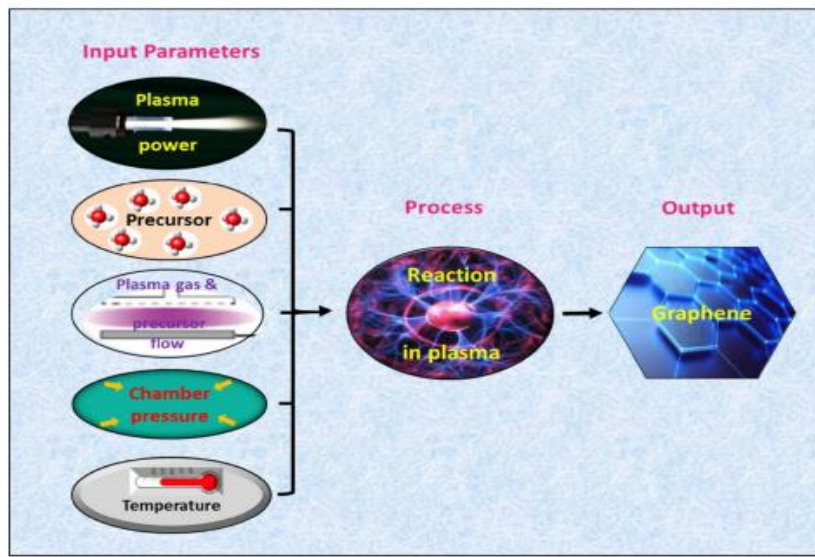 Input Parameters
Plasma
power
Precursor
Plasma gas &
precursor
flow
Chamber
pressure
Temperature
Process
Reaction
in plasma
Output
Graphene